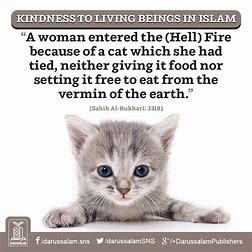 KINDNESS TO LIVING BEINGS IN ISLAM
“A woman entered the (Hell) Fire
because of a cat which she had
tied, neither giving it food nor
setting it free to eat from the
vermin of the earth.”
[Sahih Al-Bukhari: 3318]
DARUSSALAM
/darussalam.sns /darussalamSNS /+DarussalamPublishers